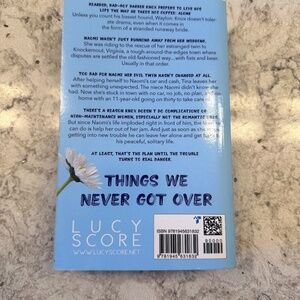 BEARDED, BAD-BOY BARBER KNOX PREFERS TO LIVE HIS
LIFE THE WAY HE TAKES HIS COFFEE: ALONE.
Unless you count his basset hound, Waylon. Knox doesn't toler-
ate drama, even when it comes in
the form of a stranded runaway bride.
NAOMI WASN'T JUST RUNNING AWAY FROM HER WEDDING.
She was riding to the rescue of her estranged twin to
Knockemout, Virginia, a rough-around-the-edges town where
disputes are settled the old-fashioned way...with fists and beer.
Usually in that order.
TOO BAD FOR NAOMI HER EVIL TWIN HASN'T CHANGED AT ALL.
After helping herself to Naomi's car and cash, Tina leaves her
with something unexpected. The niece Naomi didn't know she
had. Now she's stuck in town with no car, no job, no plan, and no
home with an 11-year-old going on thirty to take care of.
THERE'S A REASON KNOX DOESN'T DO COMPLICATIONS OR
HIGH-MAINTENANCE WOMEN, ESPECIALLY NOT THE ROMANTIC ONES.
But since Naomi's life imploded right in front of him, the least he
can do is help her out of her jam. And just as soon as she stops
getting into new trouble he can leave her alone and get back to
his peaceful, solitary life.
AT LEAST, THAT'S THE PLAN UNTIL THE TROUBLE
TURNS TO REAL DANGER.
THINGS WE
NEVER GOT OVER
LUCY
SCORE
WWW.LUCYSCORE.NET
ISBN 9781945631832
90000
9 781945 631832